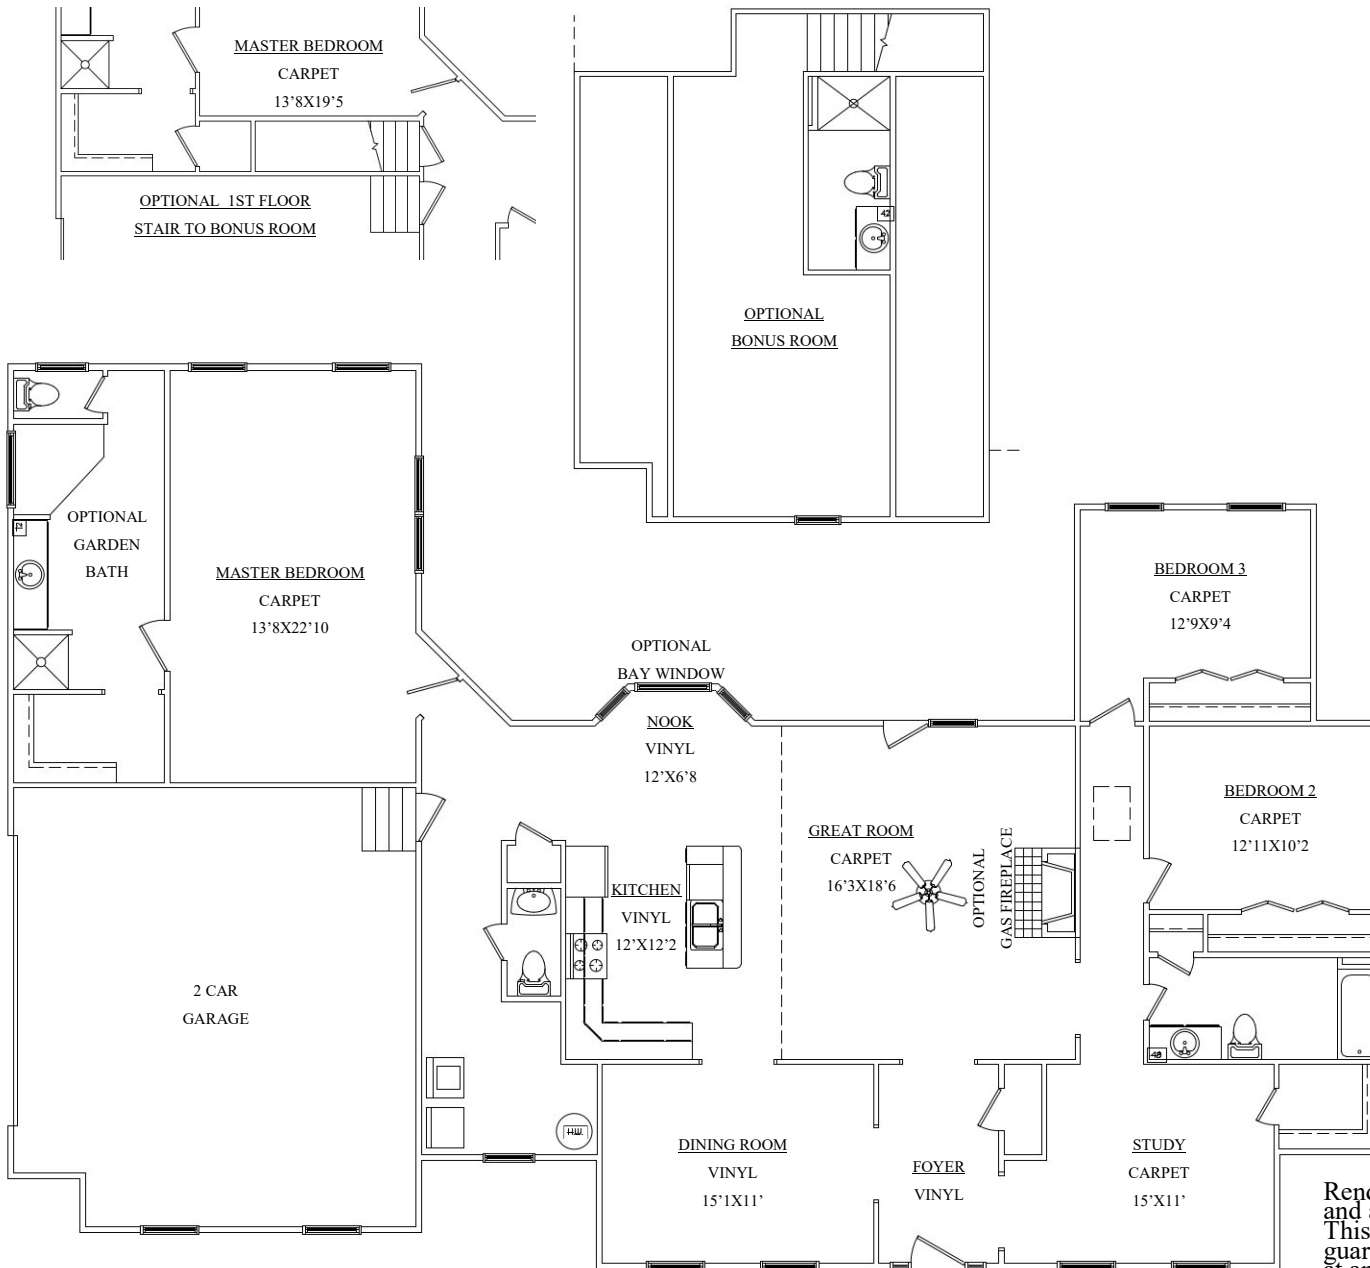 MASTER BEDROOM
CARPET
13’8X19’5
OPTIONAL 1ST FLOOR
STAIR TO BONUS ROOM
42
OPTIONAL
BONUS ROOM
OPTIONAL
GARDEN
BATH
72
MASTER BEDROOM
CARPET
13’8X22’10
OPTIONAL
BAY WINDOW
NOOK
VINYL
12’X6’8
BEDROOM 3
CARPET
12’9X9’4
GREAT ROOM
CARPET
16’3X18’6
OPTIONAL
GAS FIREPLACE
BEDROOM 2
CARPET
12’11X10’2
KITCHEN
VINYL
12’X12’2
2 CAR
GARAGE
48
H.W.
DINING ROOM
VINYL
15’1X11’
FOYER
VINYL
STUDY
CARPET
15’X11’
and
This